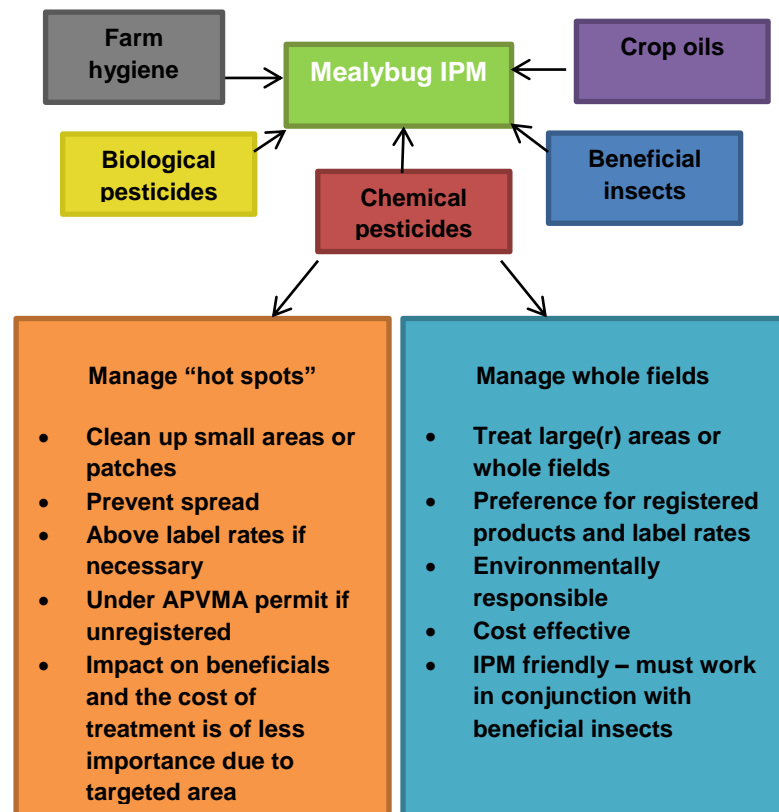 Farm
hygiene
Mealybug IPM
Crop oils
Biological
pesticides
Chemical
pesticides
Beneficial
insects
Manage “hot spots”
• Clean up small areas or
patches
• Prevent spread
• Above label rates if
necessary
• Under APVMA permit if
unregistered
• Impact on beneficials
and the cost of
treatment is of less
importance due to
targeted area
Manage whole fields
• Treat large(r) areas or
whole fields
• Preference for registered
products and label rates
• Environmentally
responsible
• Cost effective
• IPM friendly – must work
in conjunction with
beneficial insects